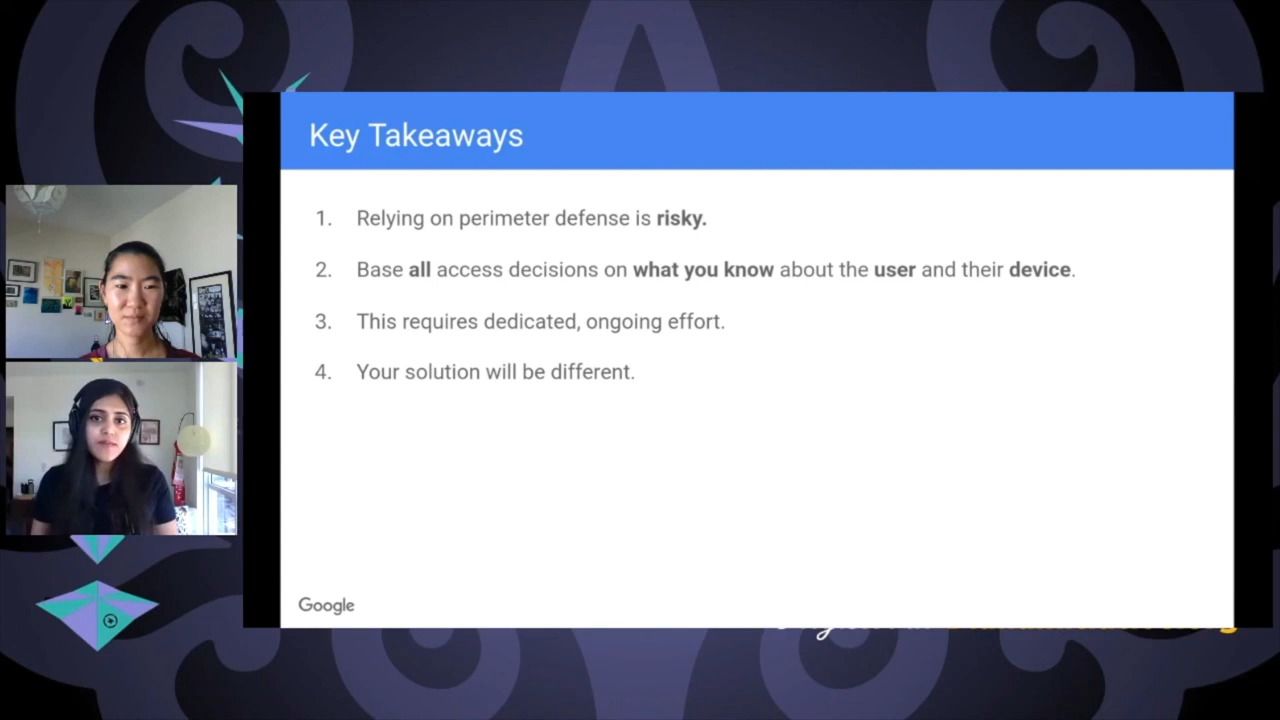 Key Takeaways
1. Relying on perimeter defense is risky.
2. Base all access decisions on what you know about the user and their device.
3. This requires dedicated, ongoing effort.
4. Your solution will be different.
Google